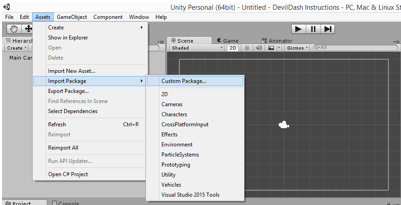 Unity Personal (64bit) - Untitled - DevilDash Instructions - PC, Mac & Linux S
File Edit Assets GameObject Component Window Help
Hierarch
Create
Main Cam
Create
Show in Explorer
Open
Delete
Import New Asset...
Import Package
Export Package...
Find References In Scene
Select Dependencies
Refresh Ctrl+R
Reimport
Reimport All
Run API Updater...
Open C# Project
Custom Package...
2D
Cameras
Characters
CrossPlatformInput
Effects
Environment
ParticleSystems
Prototyping
Utility
Vehicles
Visual Studio 2015 Tools
Scene Game Animator
Shaded 2D Gizmos All
Project Console